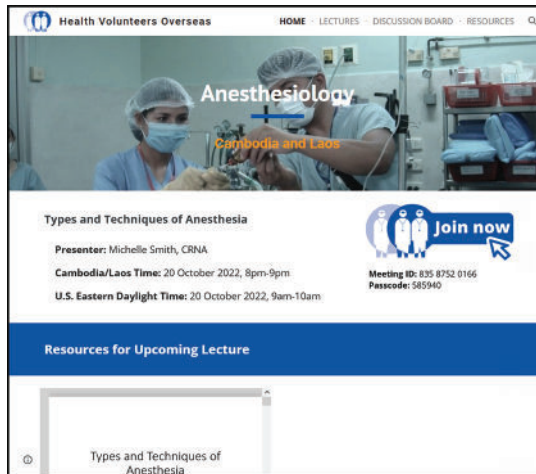 Health Volunteers Overseas
HOME · LECTURES · DISCUSSION BOARD · RESOURCES
Anesthesiology
Cambodia and Laos
Types and Techniques of Anesthesia
Presenter: Michelle Smith, CRNA
Cambodia/Laos Time: 20 October 2022, 8pm-9pm
U.S. Eastern Daylight Time: 20 October 2022, 9am-10am
Join now
Meeting ID: 835 8752 0166
Passcode: 585940
Resources for Upcoming Lecture
Types and Techniques of
Anesthesia